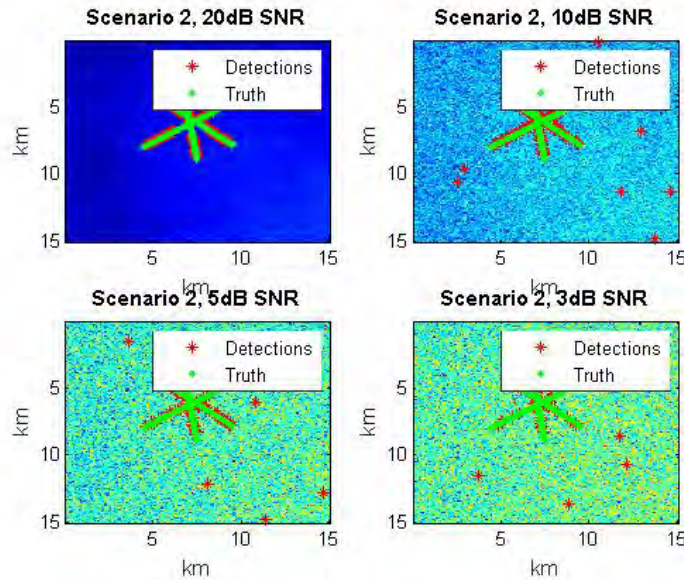 Scenario 2, 20dB SNR
Detections
Truth
5
10
15
km
5
10
15
km
Scenario 2, 10dB SNR
Detections
Truth
5
10
15
km
5
10
15
km
Scenario 2, 5dB SNR
Detections
Truth
5
10
15
km
5
10
15
km
Scenario 2, 3dB SNR
Detections
Truth
5
10
15
km
5
10
15
km